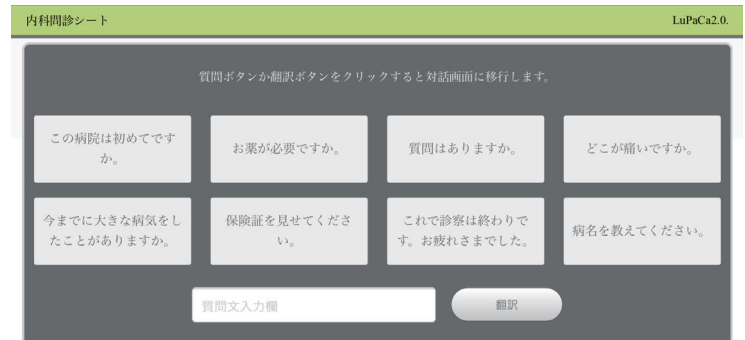 内科問診シート
LuPaCa2.0.
質問ボタンか翻訳ボタンをクリックすると対話画面に移行します。
この病院は初めてです
か。
お薬が必要ですか。
質問はありますか。
どこが痛いですか。
今までに大きな病気をし
たことがありますか。
保険証を見せてくださ
い。
これで診察は終わりで
す。お疲れさまでした。
病名を教えてください。
質問文入力欄
翻訳